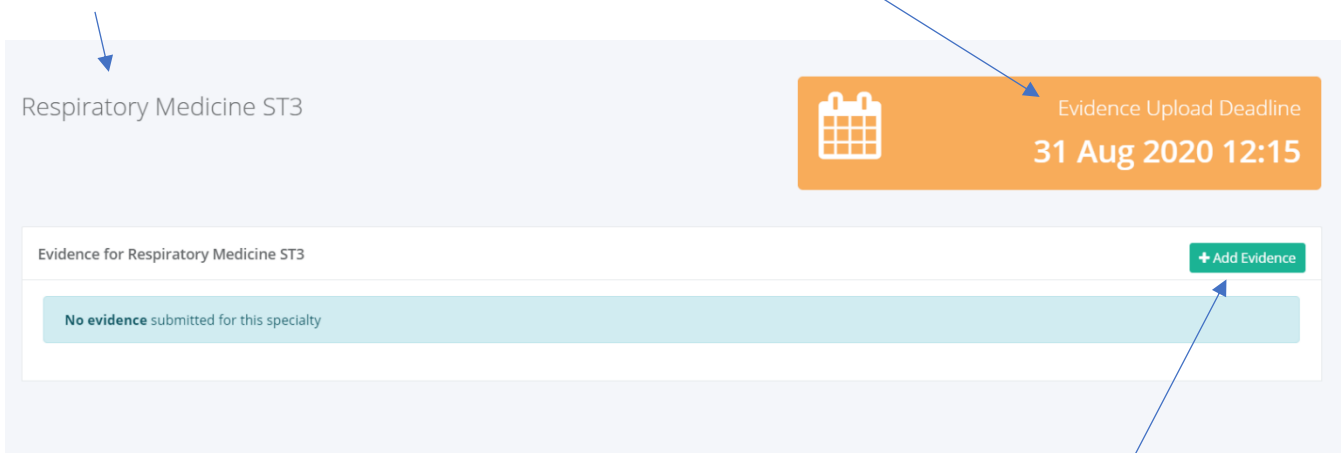 Respiratory Medicine ST3
Evidence Upload Deadline
31 Aug 2020 12:15
Evidence for Respiratory Medicine ST3
+ Add Evidence
No evidence submitted for this specialty